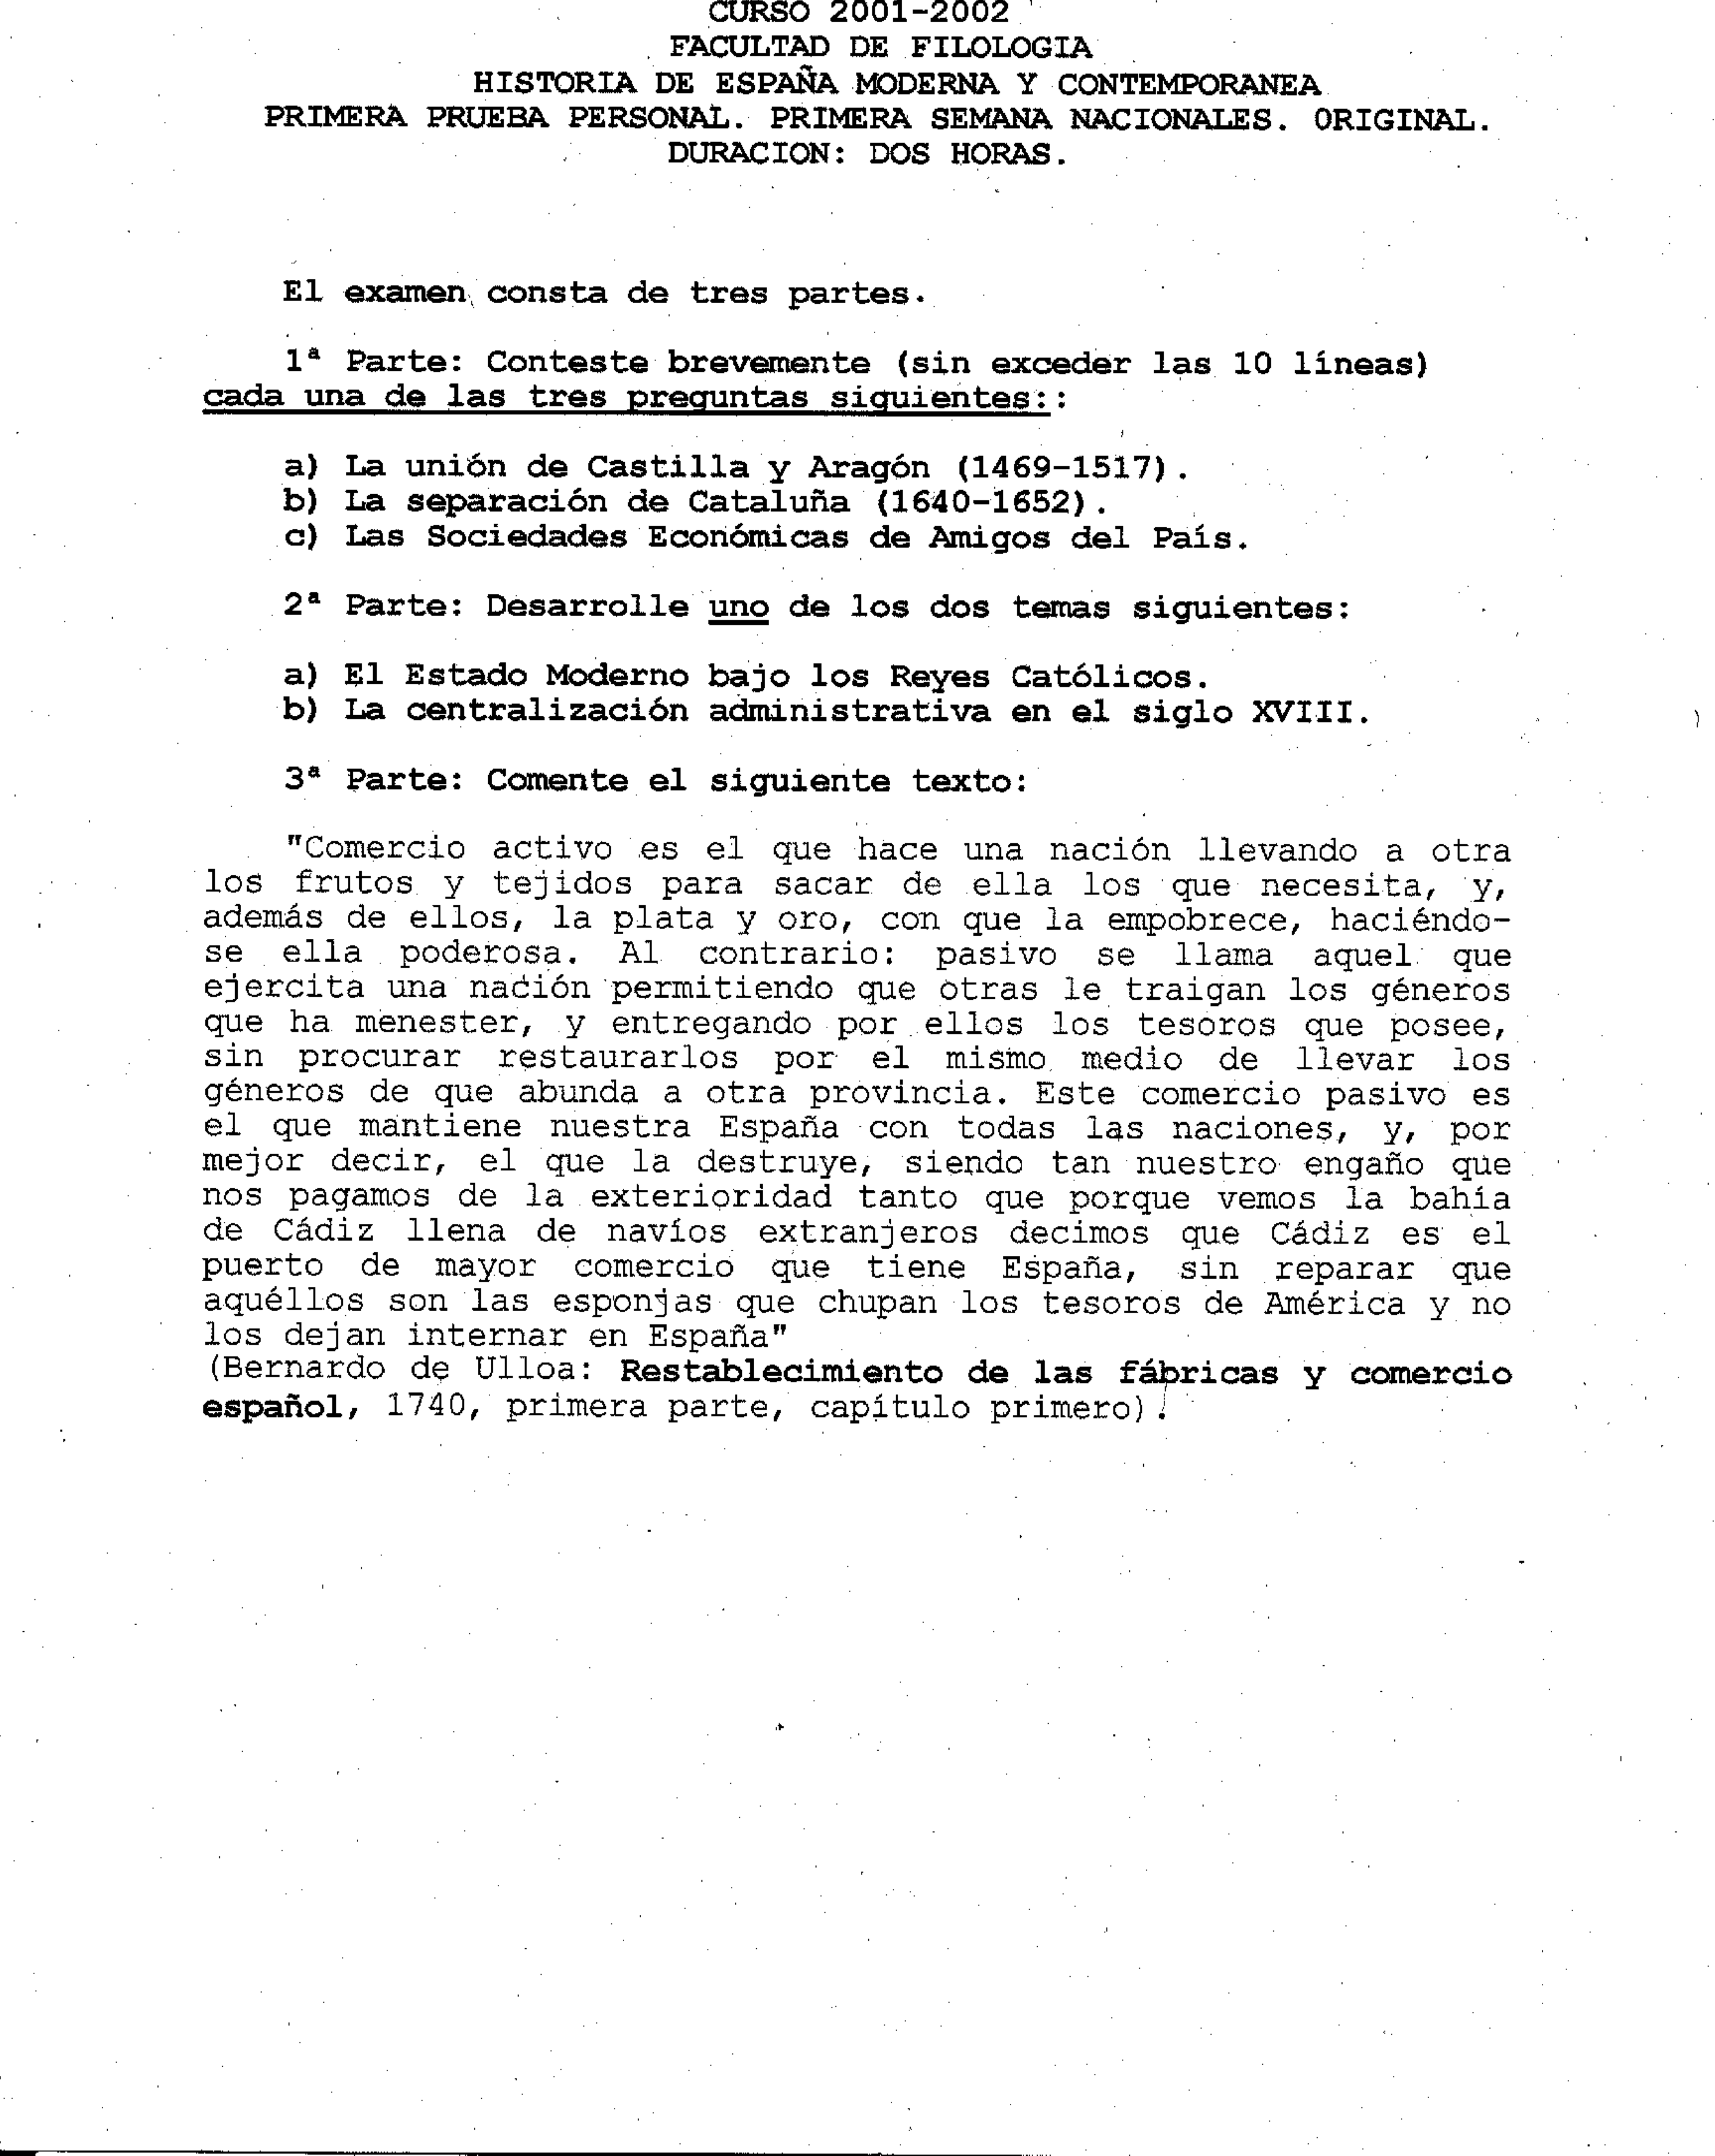 CURSO 2001-2002
FACULTAD DE FILOLOGIA
HISTORIA DE ESPAÑA MODERNA Y CONTEMPORANEA
PRIMERA PRUEBA PERSONAL. PRIMERA SEMANA NACIONALES. ORIGINAL.
DURACION: DOS HORAS.
El examen consta de tres partes.
1ª Parte: Conteste brevemente (sin exceder las 10 líneas)
cada una de las tres preguntas siguientes::
a) La unión de Castilla y Aragón (1469-1517).
b) La separación de Cataluña (1640-1652).
c) Las Sociedades Económicas de Amigos del País.
2ª Parte: Desarrolle uno de los dos temas siguientes:
a) El Estado Moderno bajo los Reyes Católicos.
b) La centralización administrativa en el siglo XVIII.
3ª Parte: Comente el siguiente texto:
"Comercio activo es el que hace una nación llevando a otra
los frutos y tejidos para sacar de ella los que necesita, y,
además de ellos, la plata y oro, con que la empobrece, haciéndo-
se ella poderosa. Al contrario: pasivo se llama aquel que
ejercita una nación permitiendo que otras le traigan los géneros
que ha menester, y entregando por ellos los tesoros que posee,
sin procurar restaurarlos por el mismo medio de llevar los
géneros de que abunda a otra provincia. Este comercio pasivo es
el que mantiene nuestra España con todas las naciones, y, por
mejor decir, el que la destruye, siendo tan nuestro engaño que
nos pagamos de la exterioridad tanto que porque vemos la bahía
de Cádiz llena de navíos extranjeros decimos que Cádiz es el
puerto de mayor comercio que tiene España, sin reparar que
aquéllos son las esponjas que chupan los tesoros de América y no
los dejan internar en España"
(Bernardo de Ulloa: Restablecimiento de las fábricas y comercio
español, 1740, primera parte, capítulo primero).